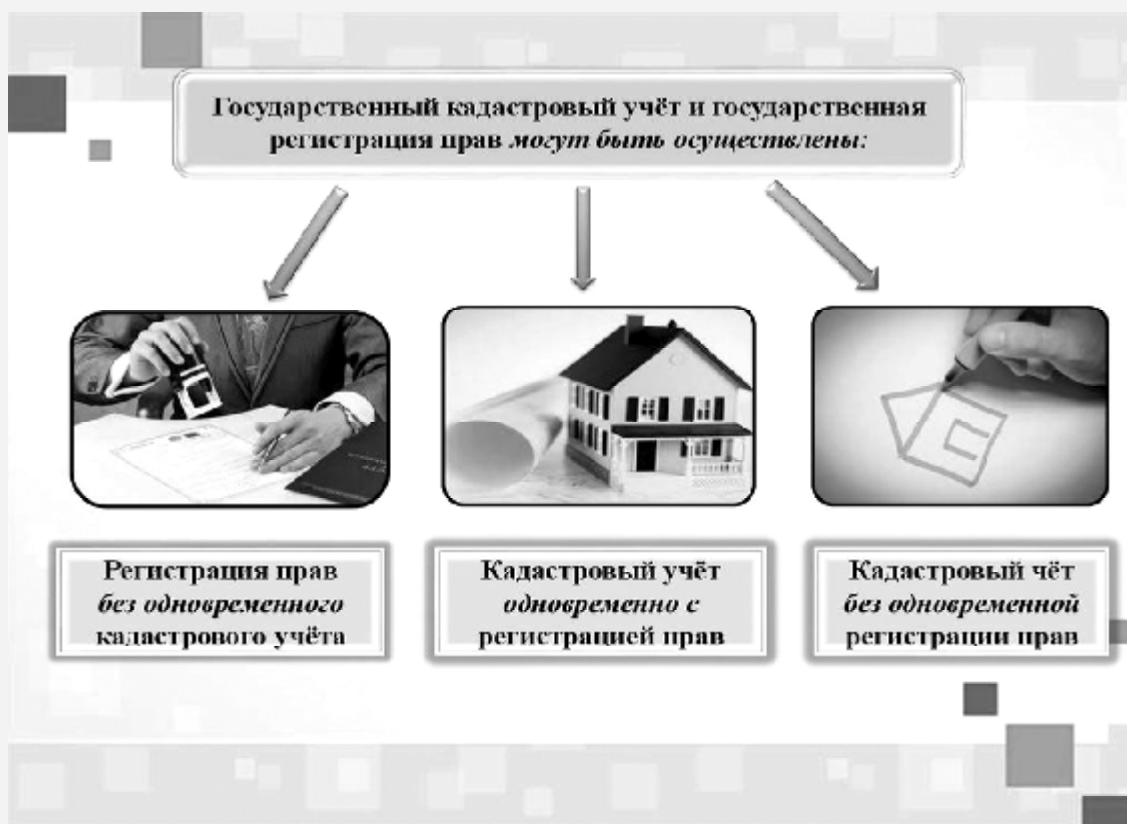 Государственный кадастровый учёт и государственная
регистрация прав могут быть осуществлены:
Регистрация прав
без одновременного
кадастрового учёта
Кадастровый учёт
одновременно с
регистрацией прав
Кадастровый чёт
без одновременной
регистрации прав